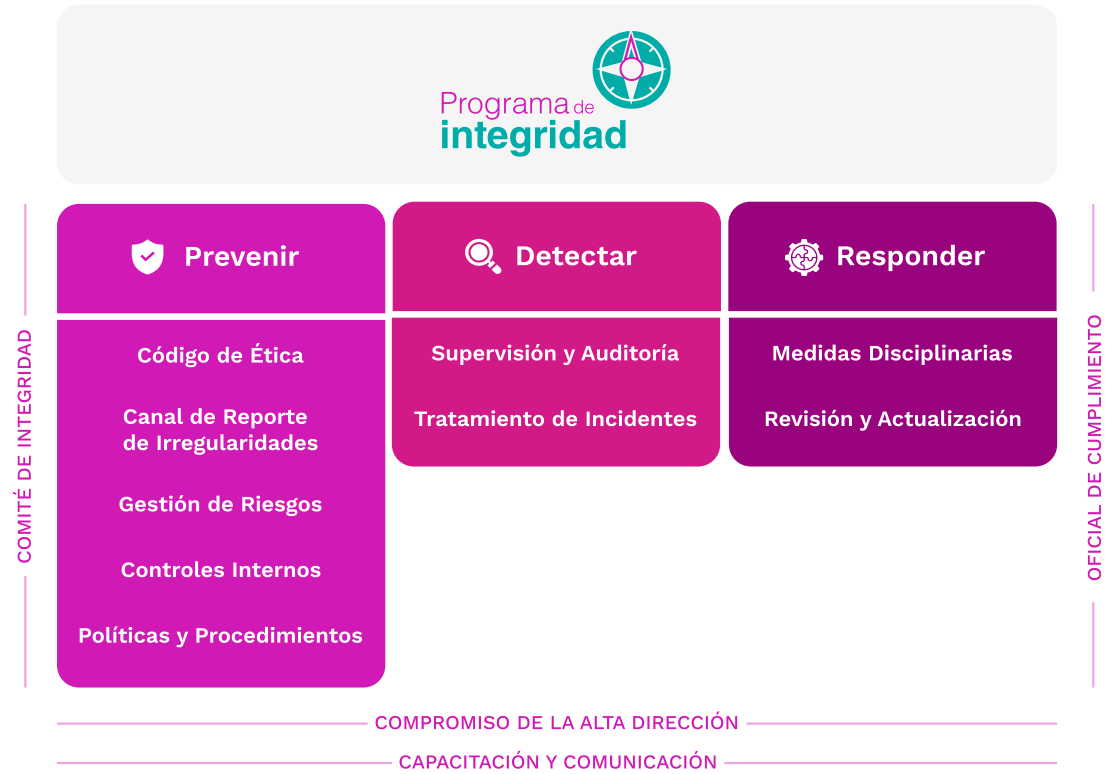 Programa de
integridad
Prevenir
Código de Ética
Canal de Reporte
de Irregularidades
Gestión de Riesgos
Controles Internos
Políticas y Procedimientos
Detectar
Supervisión y Auditoría
Tratamiento de Incidentes
Responder
Medidas Disciplinarias
Revisión y Actualización
COMITÉ DE INTEGRIDAD
OFICIAL DE CUMPLIMIENTO
COMPROMISO DE LA ALTA DIRECCIÓN
CAPACITACIÓN Y COMUNICACIÓN